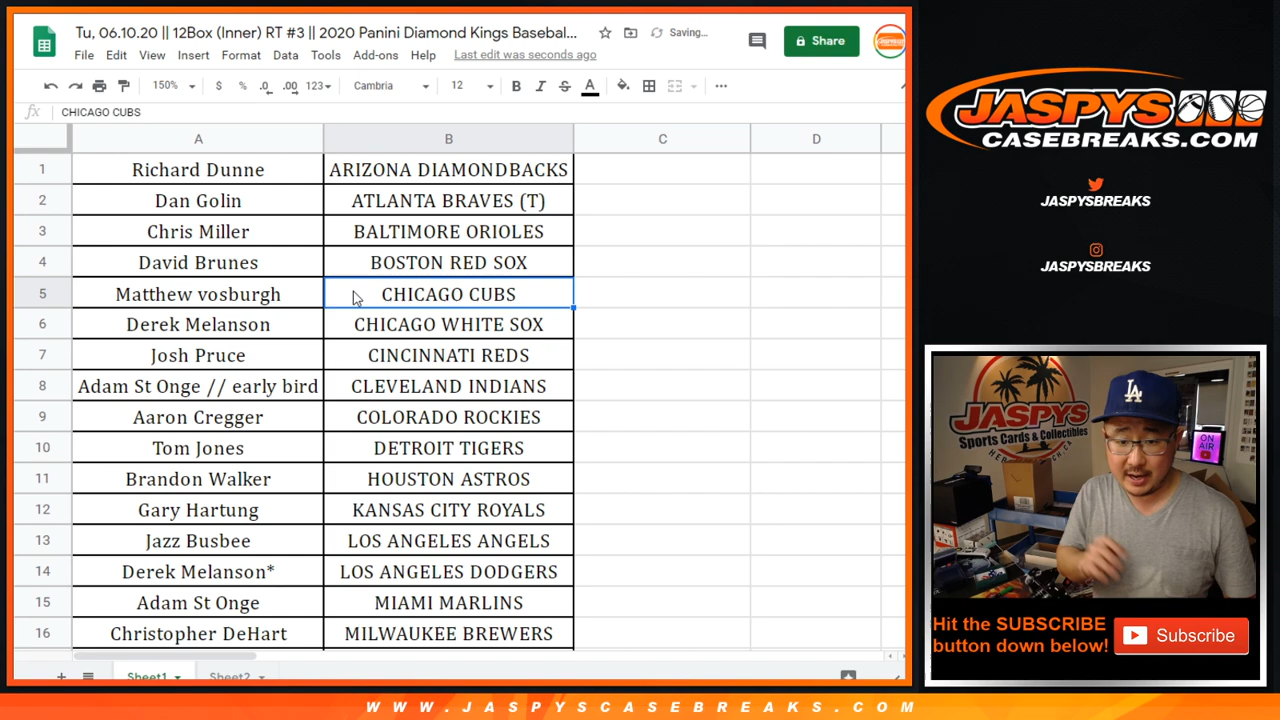 Tu, 06.10.20 || 12Box (Inner) RT #3 || 2020 Panini Diamond Kings Basebal...
Saving...
File Edit View Insert Format Data Tools Add-ons Help Last edit was seconds ago
Share
150% $ % .0 .00 123 Cambria 12 B I S A
fx CHICAGO CUBS
A B C D
1 Richard Dunne ARIZONA DIAMONDBACKS
2 Dan Golin ATLANTA BRAVES (T)
3 Chris Miller BALTIMORE ORIOLES
4 David Brunes BOSTON RED SOX
5 Matthew vosburgh CHICAGO CUBS
6 Derek Melanson CHICAGO WHITE SOX
7 Josh Pruce CINCINNATI REDS
8 Adam St Onge // early bird CLEVELAND INDIANS
9 Aaron Cregger COLORADO ROCKIES
10 Tom Jones DETROIT TIGERS
11 Brandon Walker HOUSTON ASTROS
12 Gary Hartung KANSAS CITY ROYALS
13 Jazz Busbee LOS ANGELES ANGELS
14 Derek Melanson* LOS ANGELES DODGERS
15 Adam St Onge MIAMI MARLINS
16 Christopher DeHart MILWAUKEE BREWERS
Sheet1 Sheet2
JASPYS
CASEBREAKS.COM
JASPYSBREAKS
JASPYSBREAKS
JASPYS
Sports Cards & Collectibles
LA
ON AIR
Hit the SUBSCRIBE
button down below!
Subscribe
WWW.JASPYSCASEBREAKS.COM